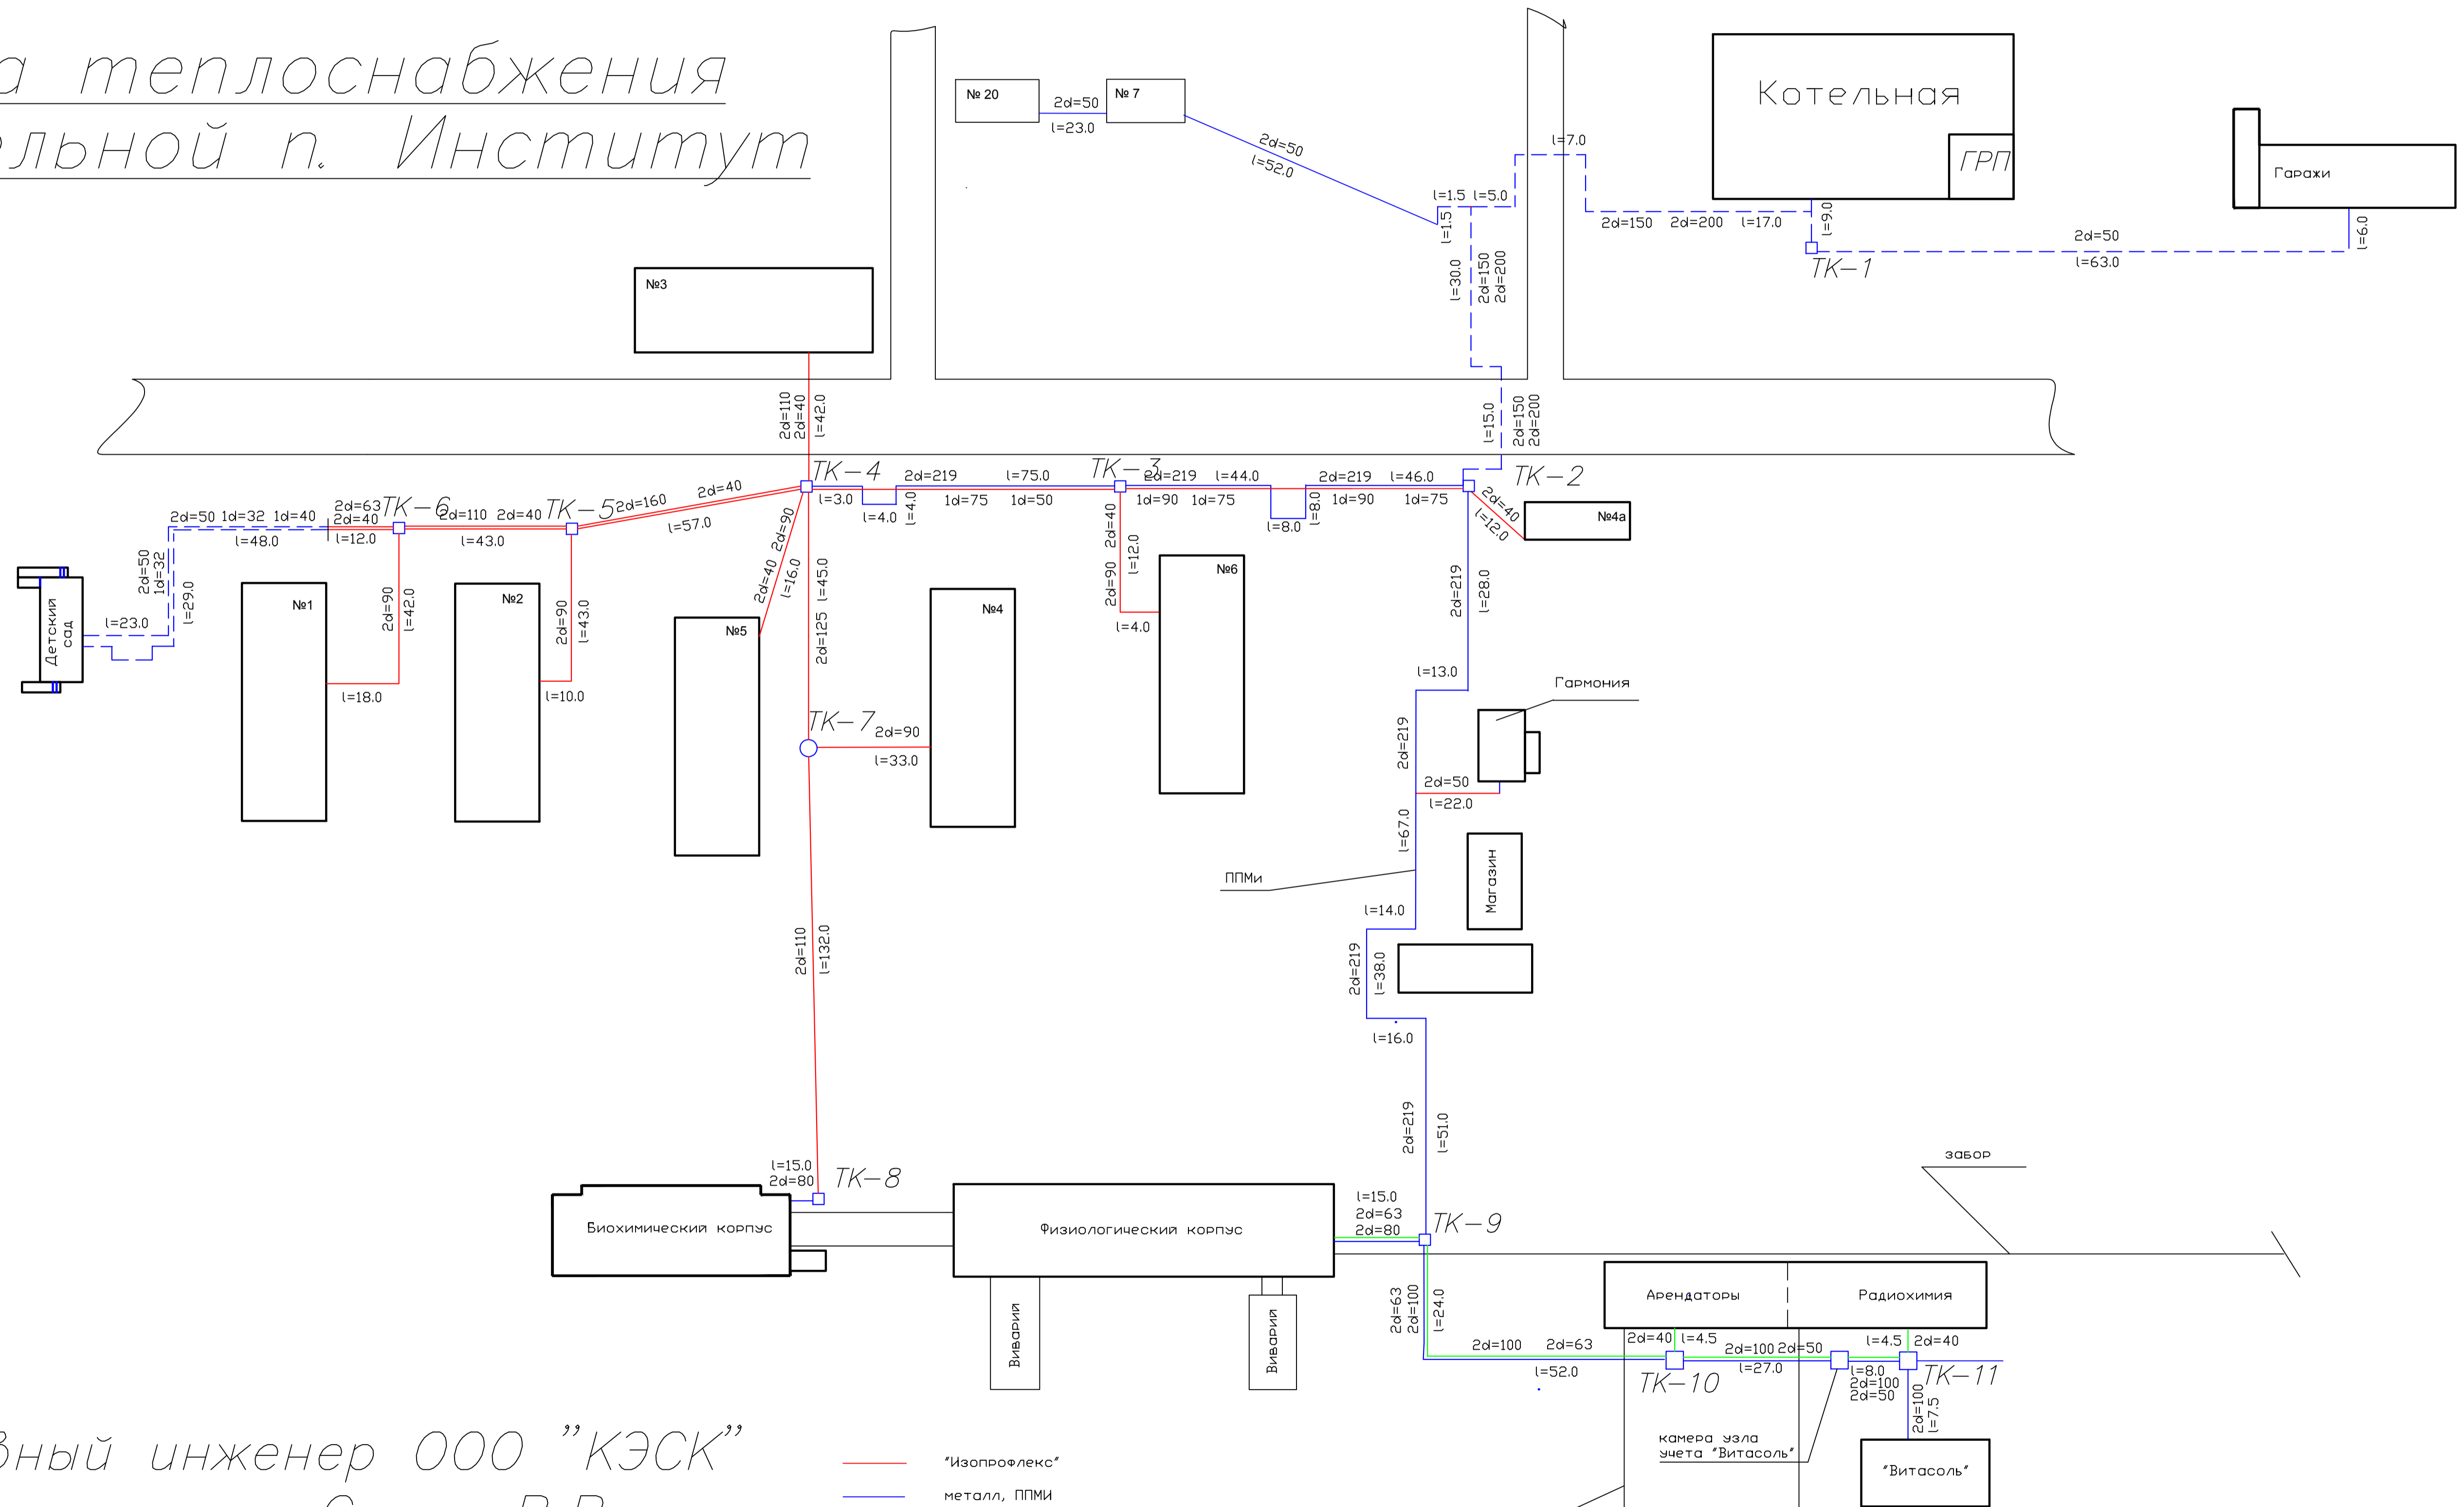 теплоснабжения
п. Институт
№ 20
2d=50
l=23.0
№ 7
2d=50
l=52.0
l=7.0
l=1.5 l=5.0
l=1.5
l=30.0
2d=150
2d=200
Котельная
ГРП
2d=150 2d=200 l=17.0
l=9.0
ТК-1
2d=50
l=63.0
Гаражи
l=6.0
№3
2d=110
2d=40
l=42.0
l=15.0
2d=150
2d=200
ТК-4
2d=219 l=75.0
l=3.0
l=4.0
l=4.0
1d=75 1d=50
ТК-3
2d=219 l=44.0
1d=90 1d=75
l=8.0
l=8.0
2d=219 l=46.0
1d=90 1d=75
ТК-2
2d=40
l=12.0
№4а
2d=50 1d=32 1d=40
l=48.0
2d=63
2d=40
l=12.0
ТК-6
2d=110 2d=40
l=43.0
ТК-5
2d=160 2d=40
l=57.0
2d=50
1d=32
l=29.0
l=23.0
Детский
сад
№1
2d=90
l=42.0
l=18.0
№2
2d=90
l=43.0
l=10.0
№5
2d=40 2d=90
l=16.0
2d=125 l=45.0
№4
2d=90 2d=40
l=12.0
l=4.0
№6
2d=219
l=28.0
l=13.0
Гармония
ТК-7
2d=90
l=33.0
2d=219
2d=50
l=22.0
l=67.0
ППМи
Магазин
l=14.0
2d=219
l=38.0
l=16.0
2d=110
l=132.0
2d=219
l=51.0
l=15.0
2d=80
ТК-8
Биохимический корпус
Физиологический корпус
l=15.0
2d=63
2d=80
ТК-9
забор
Виварий
Виварий
2d=63
2d=100
l=24.0
Арендаторы
Радиохимия
2d=100 2d=63
l=52.0
2d=40 l=4.5
ТК-10
2d=100 2d=50
l=27.0
l=4.5 2d=40
l=8.0
2d=100
2d=50
ТК-11
2d=100
l=7.5
камера узла
учета "Витасоль"
"Витасоль"
инженер ООО "КЭСК"
"Изопрофлекс"
металл, ППМИ